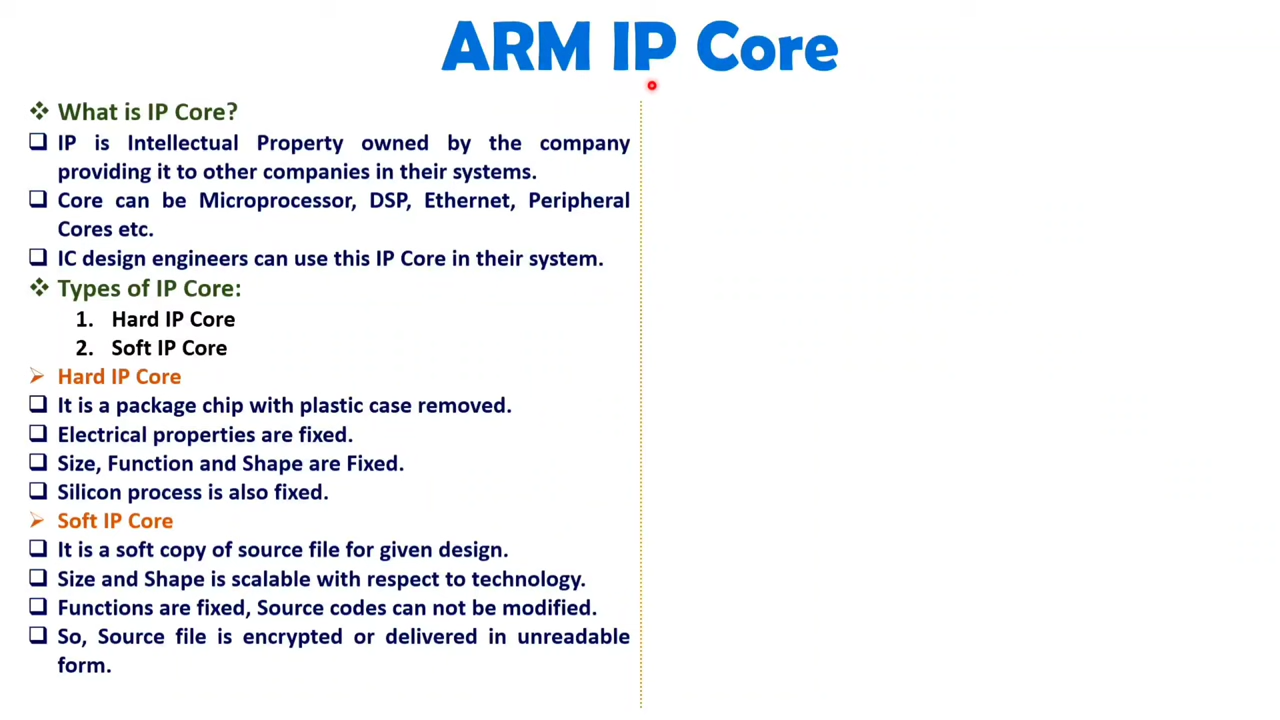 ARM IP Core
What is IP Core?
IP is Intellectual Property owned by the company
providing it to other companies in their systems.
Core can be Microprocessor, DSP, Ethernet, Peripheral
Cores etc.
IC design engineers can use this IP Core in their system.
Types of IP Core:
1. Hard IP Core
2. Soft IP Core
Hard IP Core
It is a package chip with plastic case removed.
Electrical properties are fixed.
Size, Function and Shape are Fixed.
Silicon process is also fixed.
Soft IP Core
It is a soft copy of source file for given design.
Size and Shape is scalable with respect to technology.
Functions are fixed, Source codes can not be modified.
So, Source file is encrypted or delivered in unreadable
form.